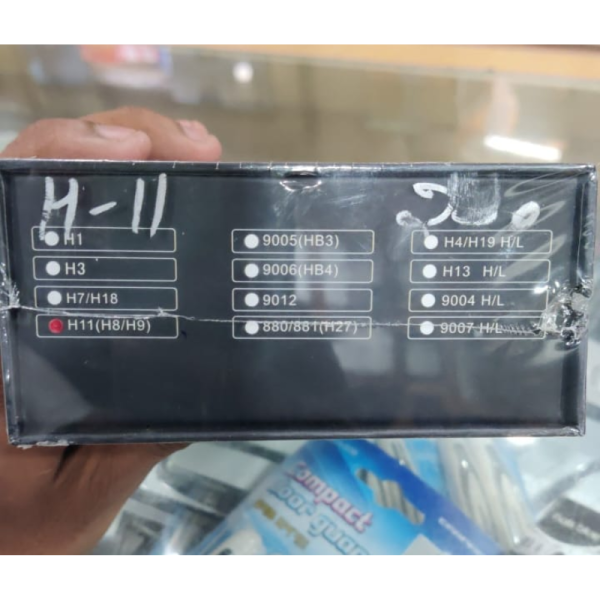 H-11
H1
9005(HB3)
H4/H19 H/L
H3
9006(HB4)
H13 H/L
H7/H18
9012
9004 H/L
H11(H8/H9)
880/881(H27)
9007 H/L
Compact